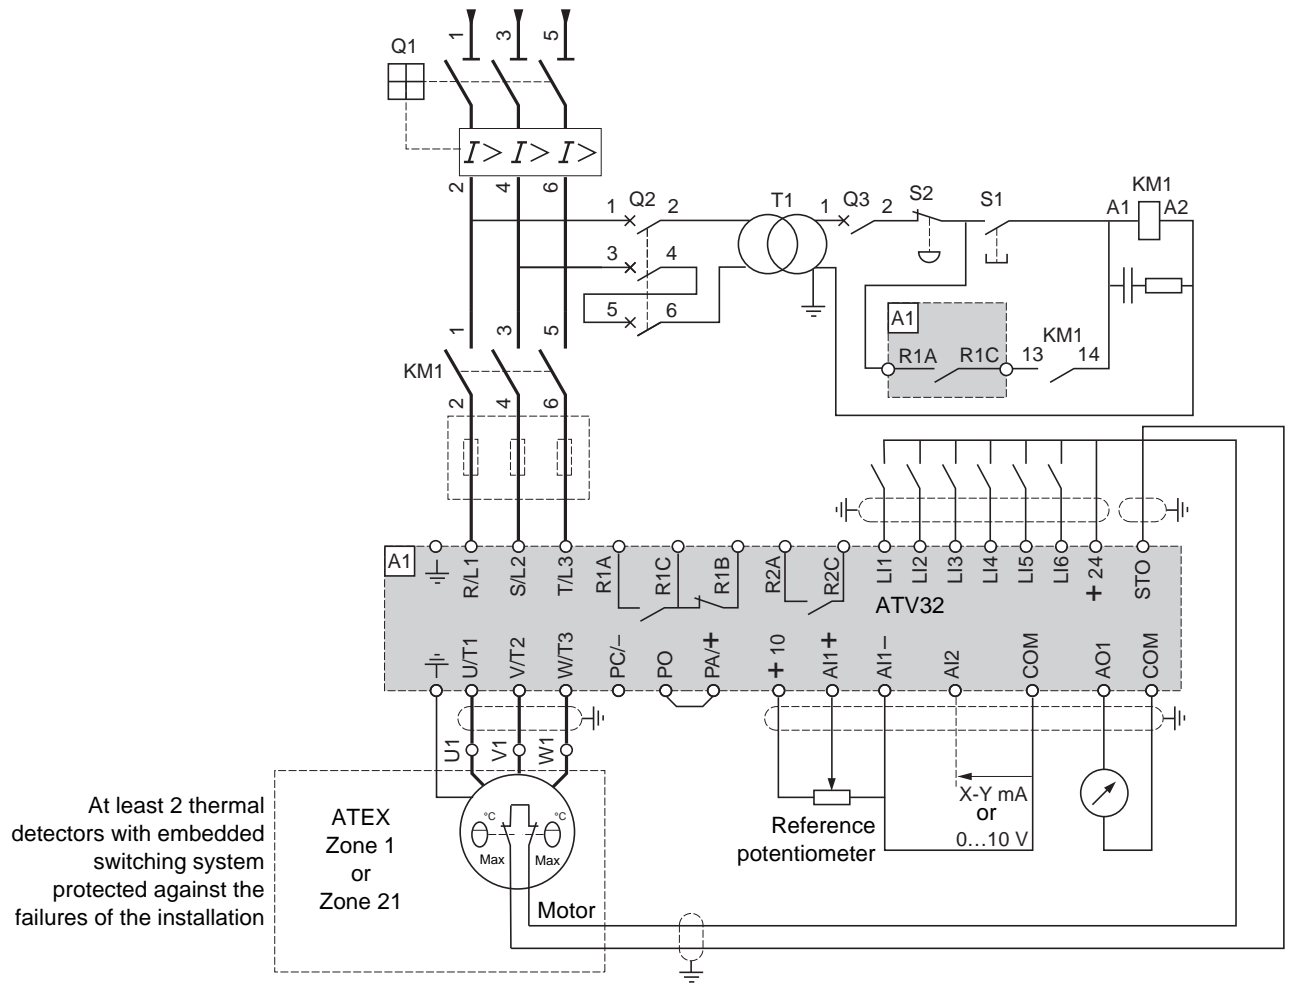 1 3 5
Q1
I> I> I>
2 4 6
1 Q2 2
T1
1 Q3 2
S2
S1
KM1
A1 A2
3 4
5 6
A1
R1A R1C
KM1
13 14
1 3 5
KM1
2 4 6
A1
R/L1
S/L2
T/L3
R1A
R1C
R1B
R2A
R2C
LI1
LI2
LI3
LI4
LI5
LI6
+ 24
STO
ATV32
U/T1
V/T2
W/T3
PC/–
PO
PA/+
+ 10
AI1+
AI1–
AI2
COM
AO1
COM
U1
V1
W1
At least 2 thermal
detectors with embedded
switching system
protected against the
failures of the installation
ATEX
Zone 1
or
Zone 21
°C °C
Max Max
Motor
Reference
potentiometer
X-Y mA
or
0...10 V